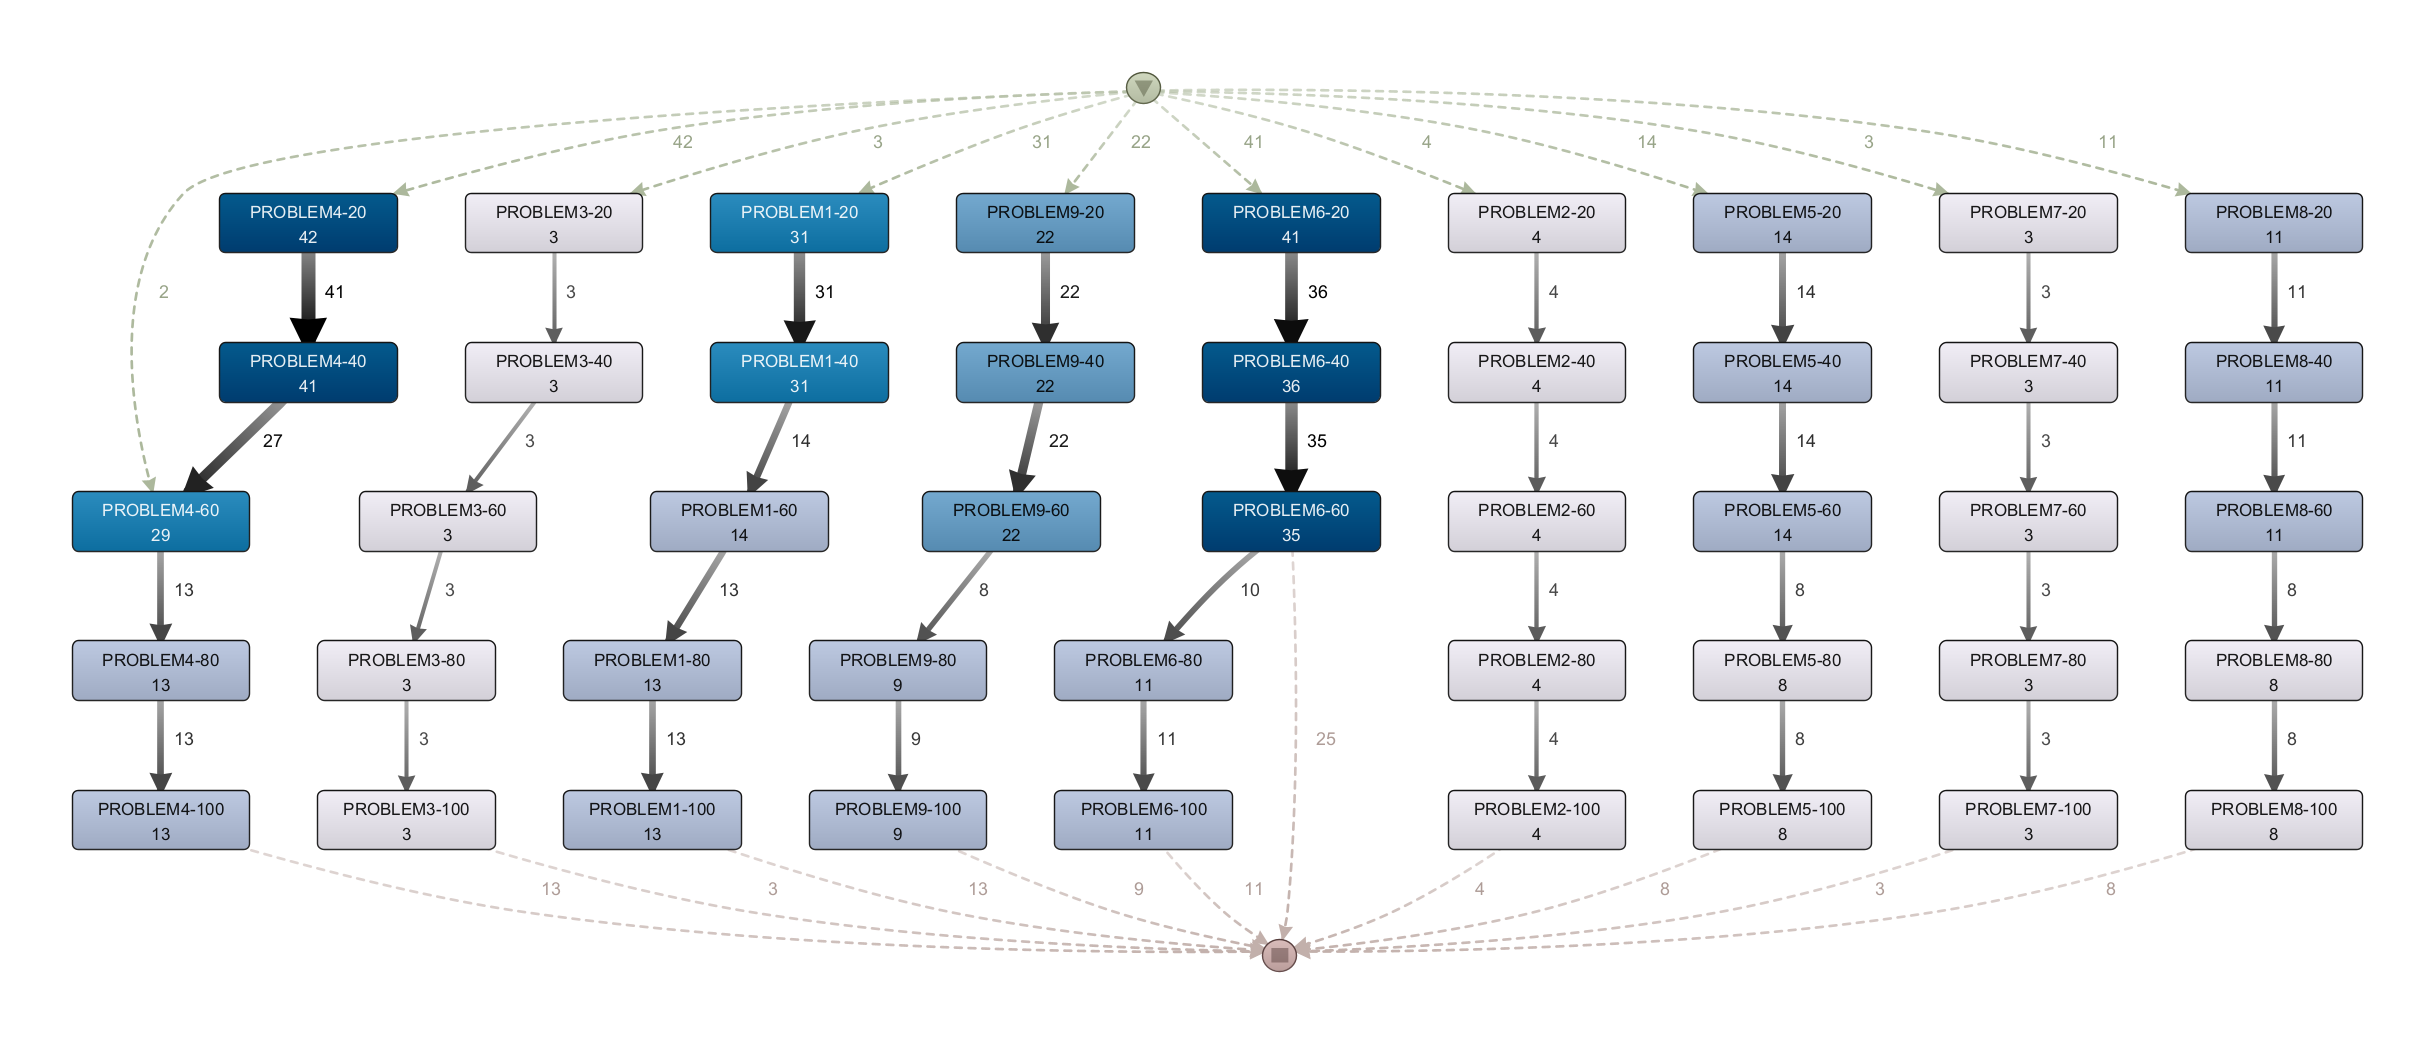 42 3 31 22 41 4 14 3 11
PROBLEM4-20 PROBLEM3-20 PROBLEM1-20 PROBLEM9-20 PROBLEM6-20 PROBLEM2-20 PROBLEM5-20 PROBLEM7-20 PROBLEM8-20
42 3 31 22 41 4 14 3 11
2 41 3 31 22 36 4 14 3 11
PROBLEM4-40 PROBLEM3-40 PROBLEM1-40 PROBLEM9-40 PROBLEM6-40 PROBLEM2-40 PROBLEM5-40 PROBLEM7-40 PROBLEM8-40
41 3 31 22 36 4 14 3 11
27 3 14 22 35 4 14 3 11
PROBLEM4-60 PROBLEM3-60 PROBLEM1-60 PROBLEM9-60 PROBLEM6-60 PROBLEM2-60 PROBLEM5-60 PROBLEM7-60 PROBLEM8-60
29 3 14 22 35 4 14 3 11
13 3 13 8 10 4 8 3 8
PROBLEM4-80 PROBLEM3-80 PROBLEM1-80 PROBLEM9-80 PROBLEM6-80 PROBLEM2-80 PROBLEM5-80 PROBLEM7-80 PROBLEM8-80
13 3 13 9 11 4 8 3 8
13 3 13 9 11 25 4 8 3 8
PROBLEM4-100 PROBLEM3-100 PROBLEM1-100 PROBLEM9-100 PROBLEM6-100 PROBLEM2-100 PROBLEM5-100 PROBLEM7-100 PROBLEM8-100
13 3 13 9 11 4 8 3 8
13 3 13 9 11 4 8 3 8